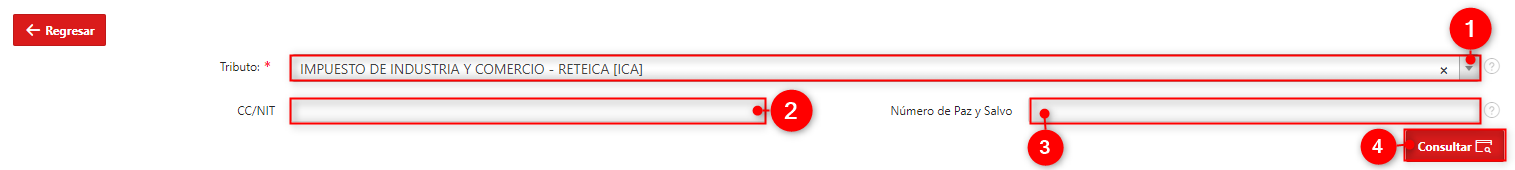 Regresar
1
Tributo: *
IMPUESTO DE INDUSTRIA Y COMERCIO - RETEICA [ICA]
×
?
CC/NIT
2
Número de Paz y Salvo
3
?
4
Consultar